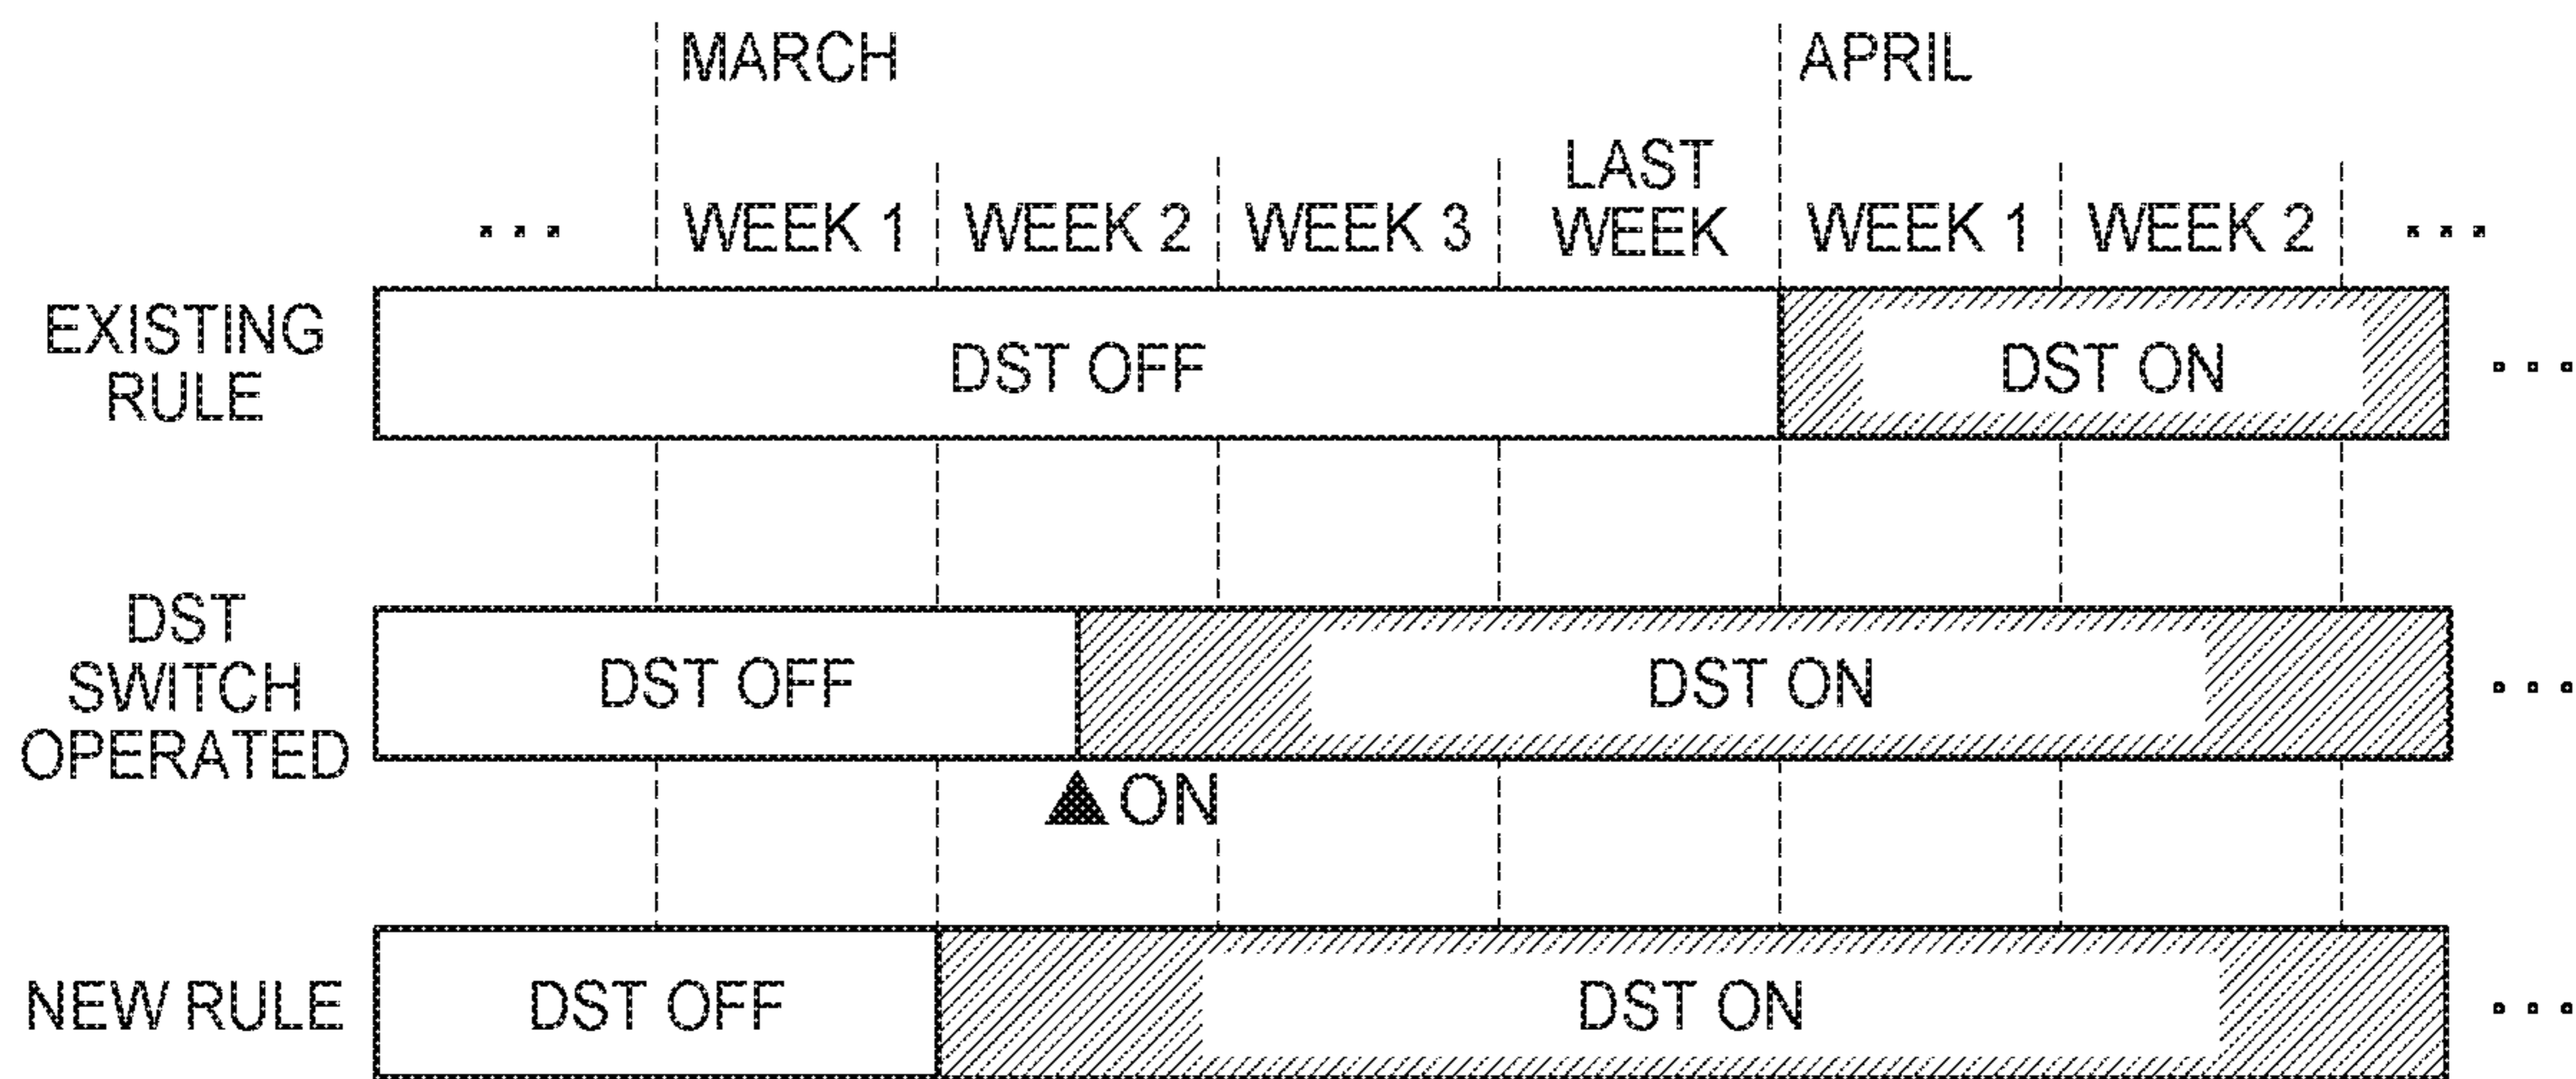 MARCH
APRIL
... WEEK 1 WEEK 2 WEEK 3 LAST WEEK WEEK 1 WEEK 2 ...
EXISTING
RULE
DST OFF
DST ON
...
DST
SWITCH
OPERATED
DST OFF
DST ON
...
▲ON
NEW RULE
DST OFF
DST ON
...